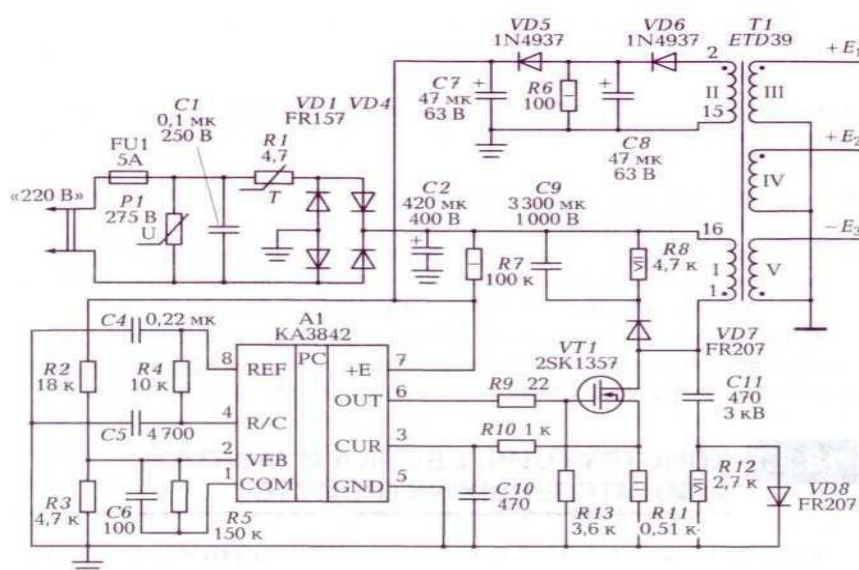 VD5
1N4937
VD6
1N4937
T1
ETD39
+E1
2
II
15
III
C7
47 мк
63 В
R6
100
C8
47 мк
63 В
+E2
IV
C1
0,1 мк
250 В
VD1 VD4
FR157
FU1
5A
R1
4,7
T
«220 В»
P1
275 В
U
C2
420 мк
400 В
C9
3 300 мк
1000 В
16
I
1
V
~E3
R7
100 к
R8
4,7 к
C4
0,22 мк
A1
KA3842
VD7
FR207
VT1
2SK1357
R2
18 к
R4
10 к
8
REF
PC
+E
7
OUT
6
R9
22
C11
470
3 кВ
C5
4 700
4
R/C
CUR
3
R10
1 к
2
VFB
1
COM
GND
5
R3
4,7 к
C6
100
R5
150 к
C10
470
R13
3,6 к
R11
0,51 к
R12
2,7 к
VD8
FR207